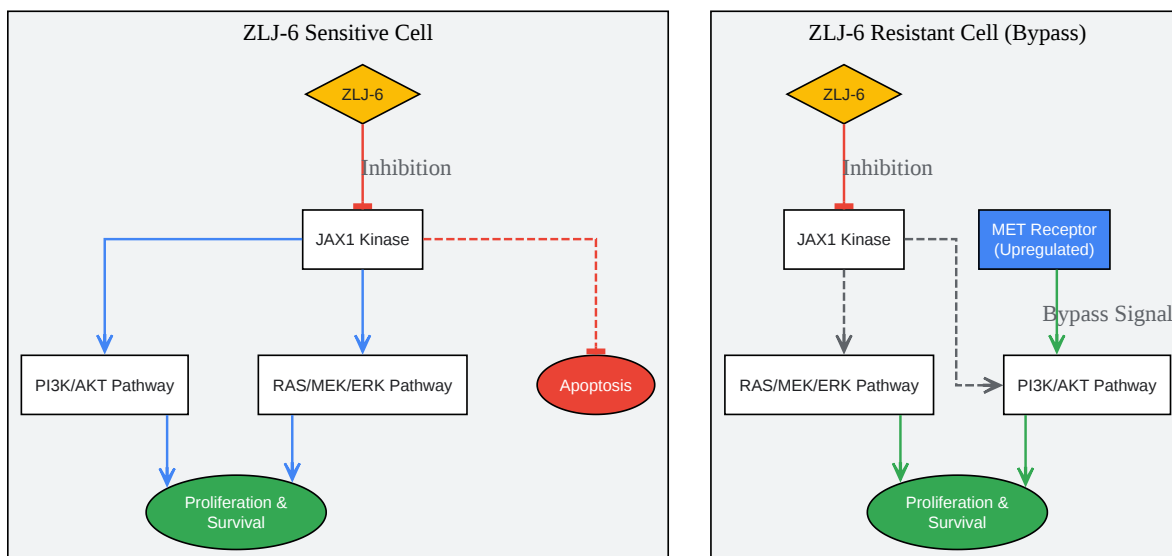 ZLJ-6 Sensitive Cell
ZLJ-6
Inhibition
JAX1 Kinase
PI3K/AKT Pathway
RAS/MEK/ERK Pathway
Apoptosis
Proliferation &
Survival
ZLJ-6 Resistant Cell (Bypass)
ZLJ-6
Inhibition
JAX1 Kinase
MET Receptor
(Upregulated)
Bypass Signal
RAS/MEK/ERK Pathway
PI3K/AKT Pathway
Proliferation &
Survival